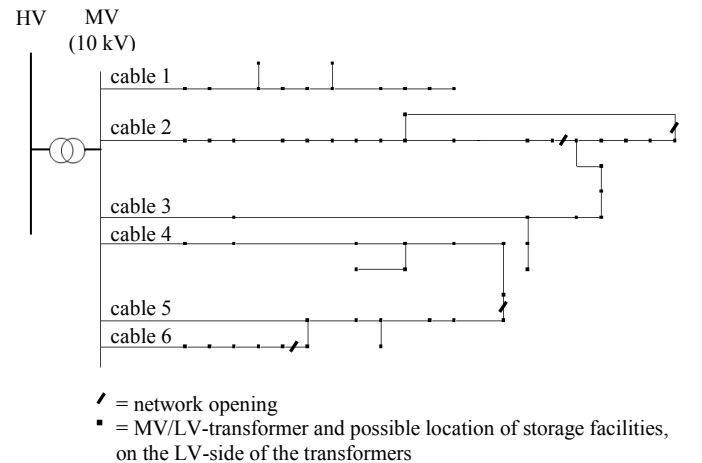 HV MV
(10 kV)
cable 1
cable 2
cable 3
cable 4
cable 5
cable 6
= network opening
= MV/LV-transformer and possible location of storage facilities,
on the LV-side of the transformers